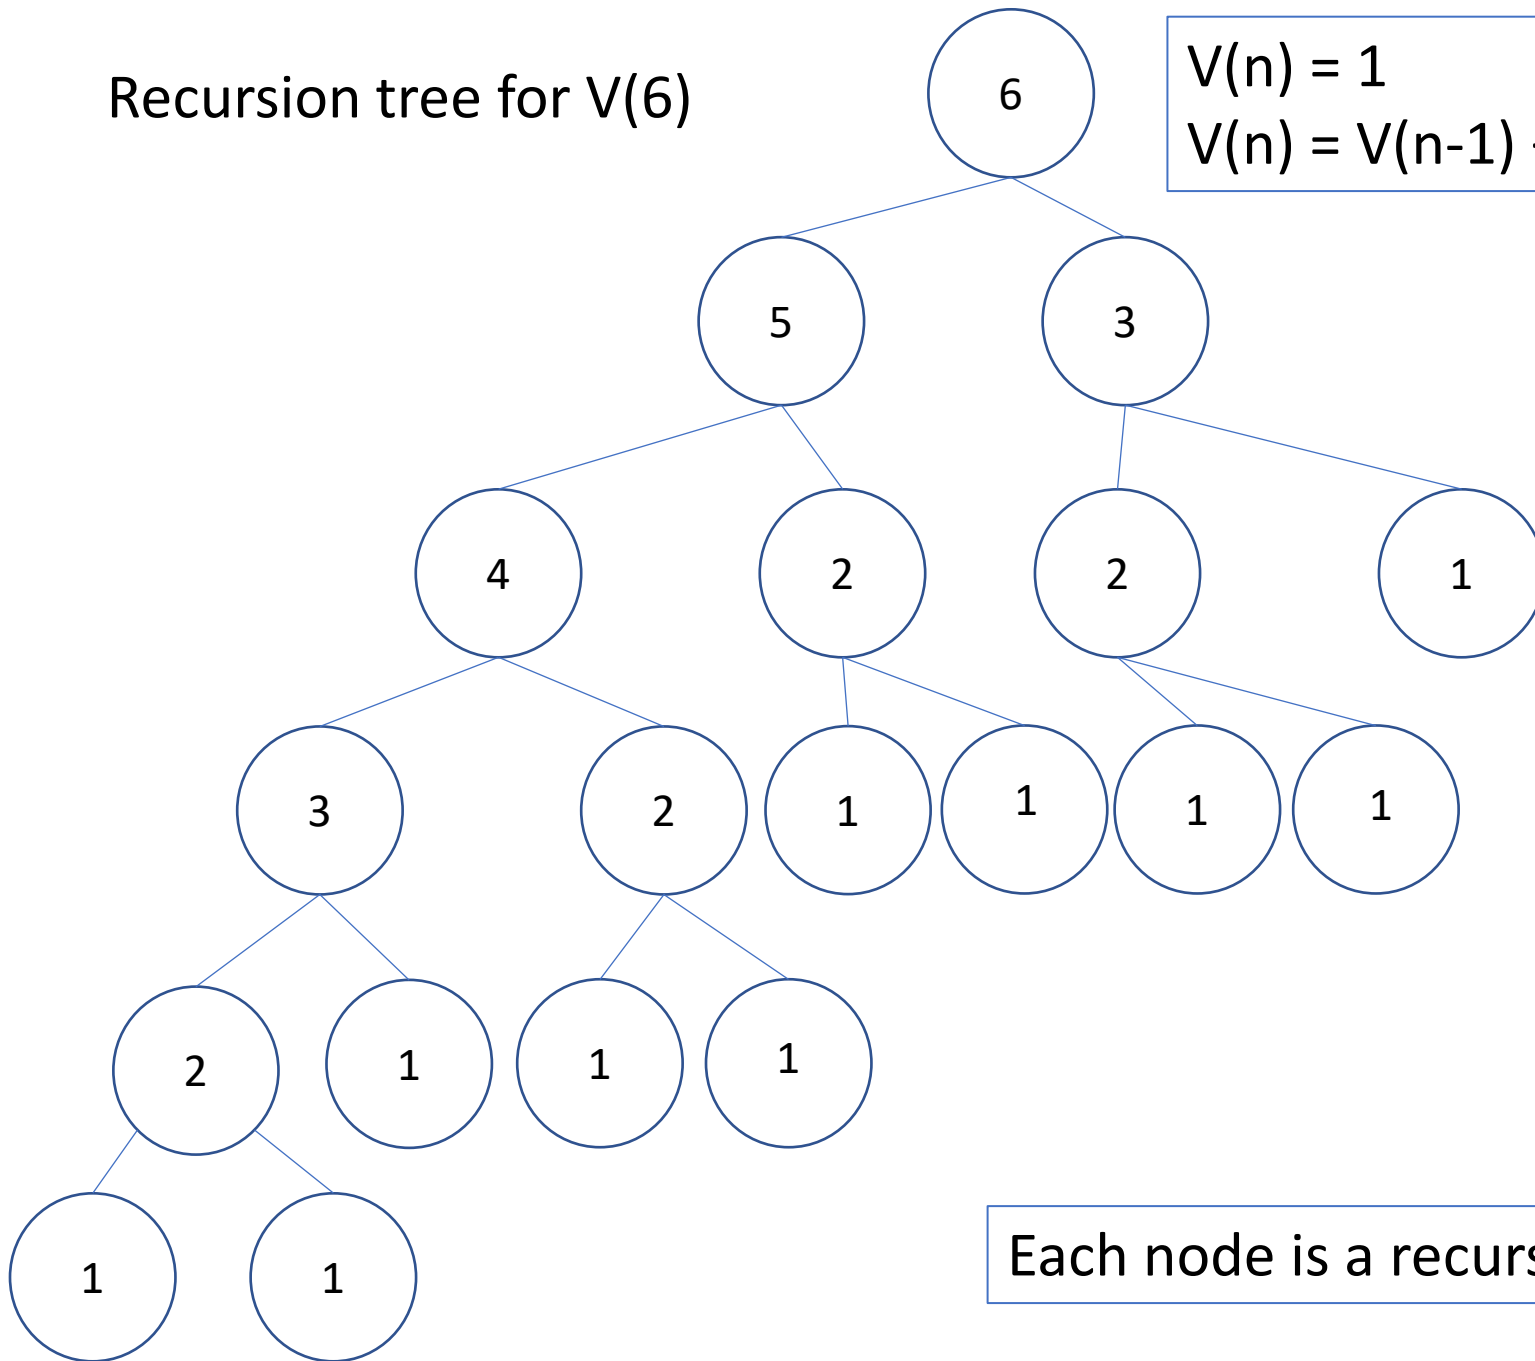 Recursion tree for V(6)
V(n) = 1
V(n) = V(n-1)
6
5 3
4 2 2 1
3 2 1 1 1 1
2 1 1 1
1 1
Each node is a